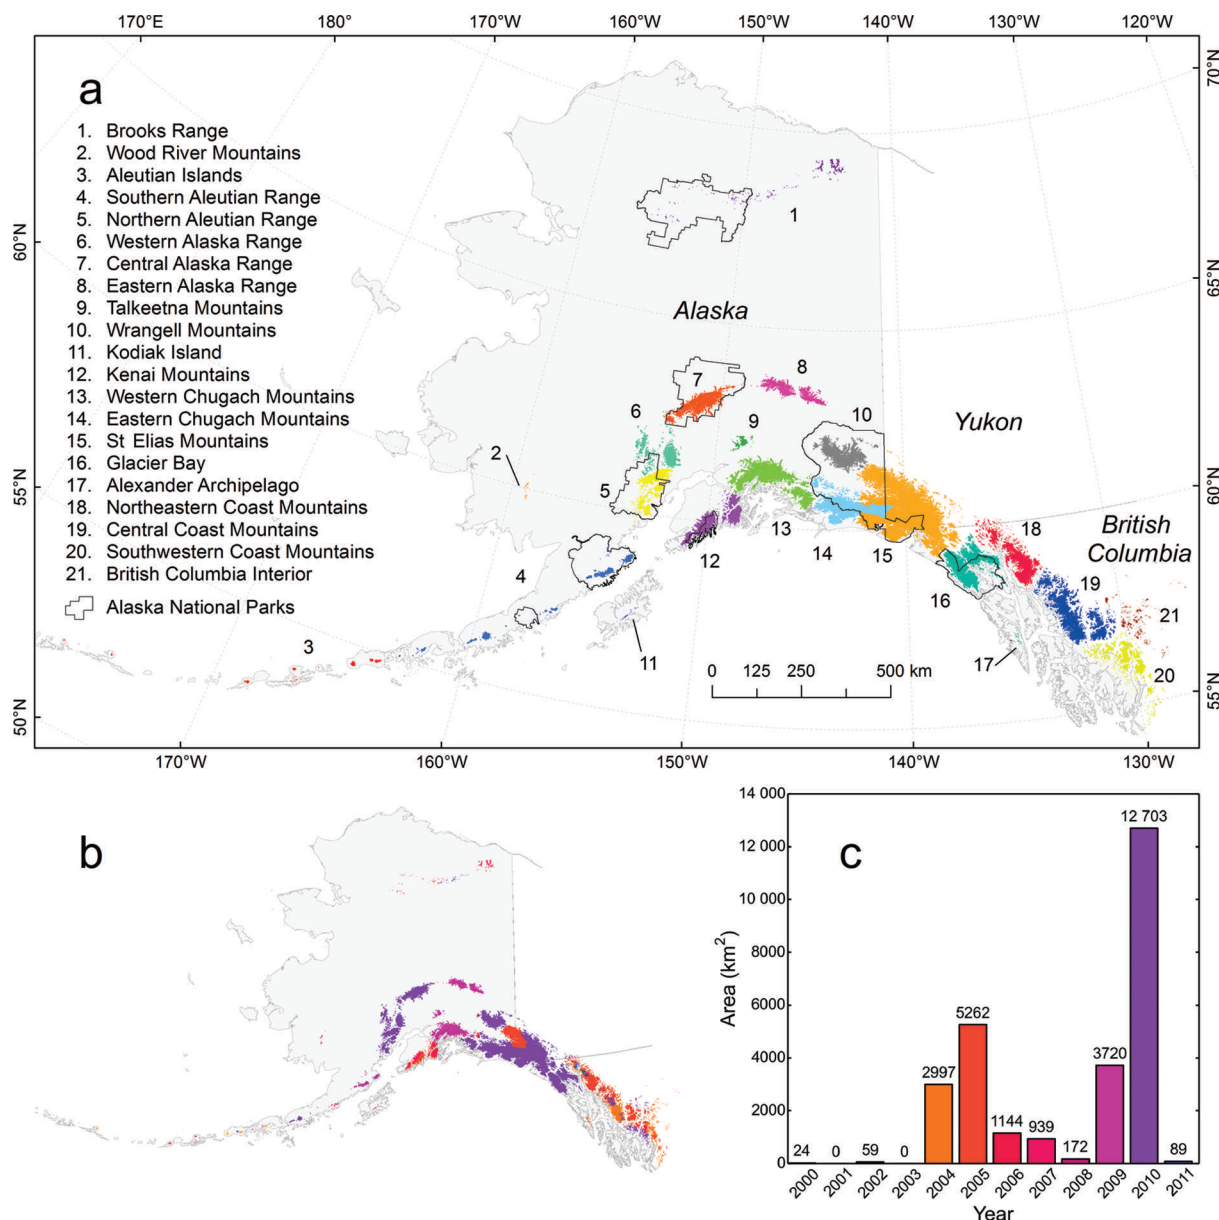 170°E 180° 170°W 160°W 150°W 140°W 130°W 120°W
70°N
65°N
60°N
55°N
60°N
55°N
50°N
a
1. Brooks Range
2. Wood River Mountains
3. Aleutian Islands
4. Southern Aleutian Range
5. Northern Aleutian Range
6. Western Alaska Range
7. Central Alaska Range
8. Eastern Alaska Range
9. Talkeetna Mountains
10. Wrangell Mountains
11. Kodiak Island
12. Kenai Mountains
13. Western Chugach Mountains
14. Eastern Chugach Mountains
15. St Elias Mountains
16. Glacier Bay
17. Alexander Archipelago
18. Northeastern Coast Mountains
19. Central Coast Mountains
20. Southwestern Coast Mountains
21. British Columbia Interior
Alaska National Parks
1
Alaska
7
8
6
9
10
Yukon
2
5
British
Columbia
18
13
12
14
15
4
19
16
21
3
11
17
20
0 125 250 500 km
170°W 160°W 150°W 140°W 130°W
b
c
14 000
12 000
10 000
8000
6000
4000
2000
0
Area (km²)
24 0 59 0 2997 5262 1144 939 172 3720 12 703 89
2000 2001 2002 2003 2004 2005 2006 2007 2008 2009 2010 2011
Year